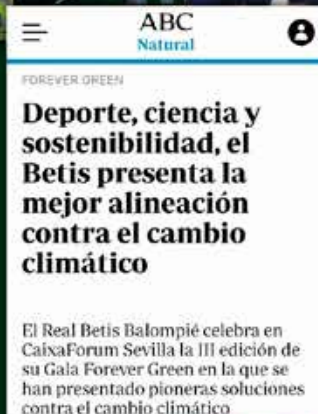 ABC
Natural
FOREVER GREEN
Deporte, ciencia y
sostenibilidad, el
Betis presenta la
mejor alineación
contra el cambio
climático
El Real Betis Balompié celebra en
CaixaForum Sevilla la III edición de
su Gala Forever Green en la que se
han presentado pioneras soluciones
contra el cambio climático